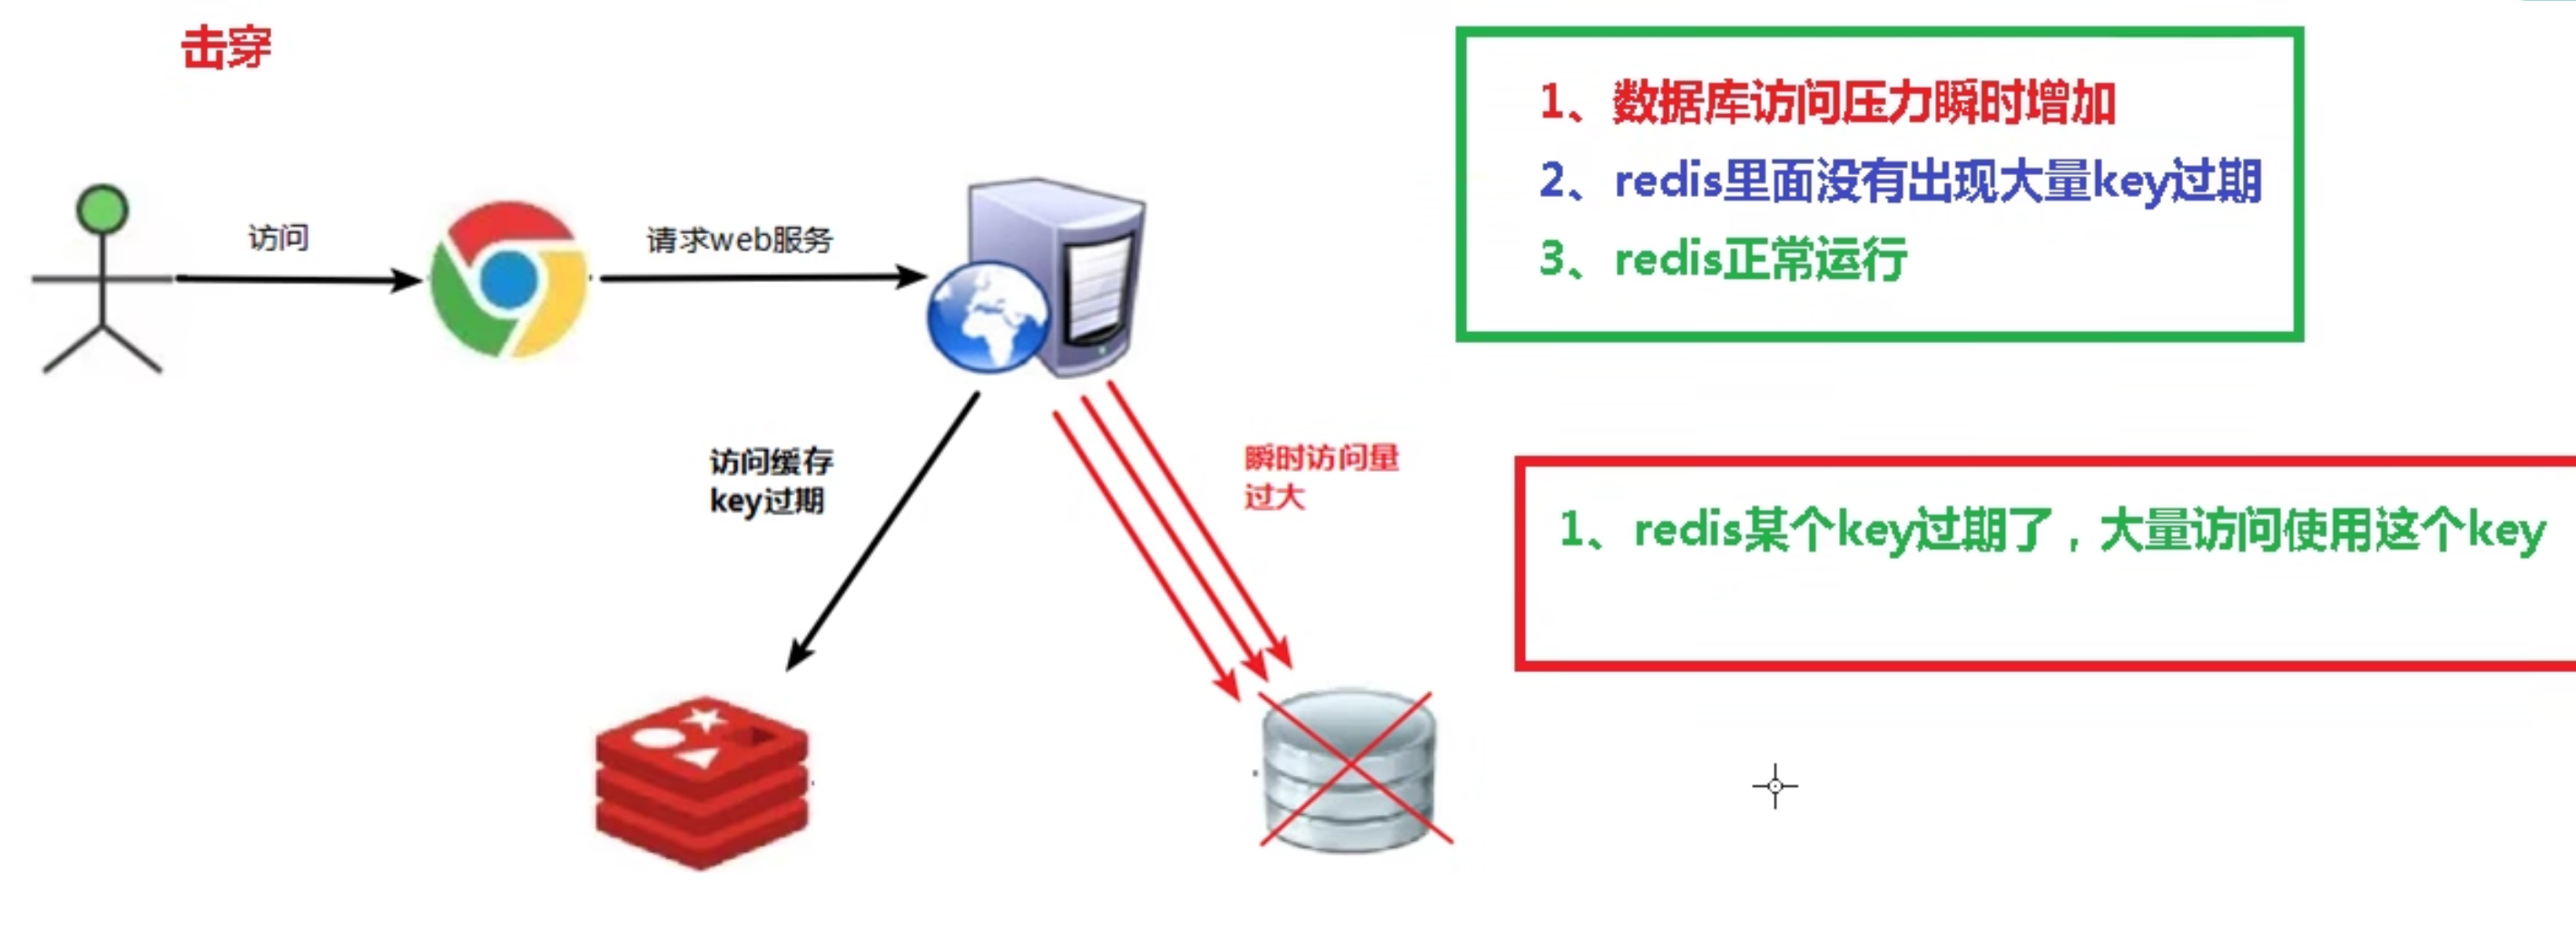 击穿
1、数据库访问压力瞬时增加
2、redis里面没有出现大量key过期
3、redis正常运行
访问
请求web服务
访问缓存
key过期
瞬时访问量
过大
1、redis某个key过期了，大量访问使用这个key